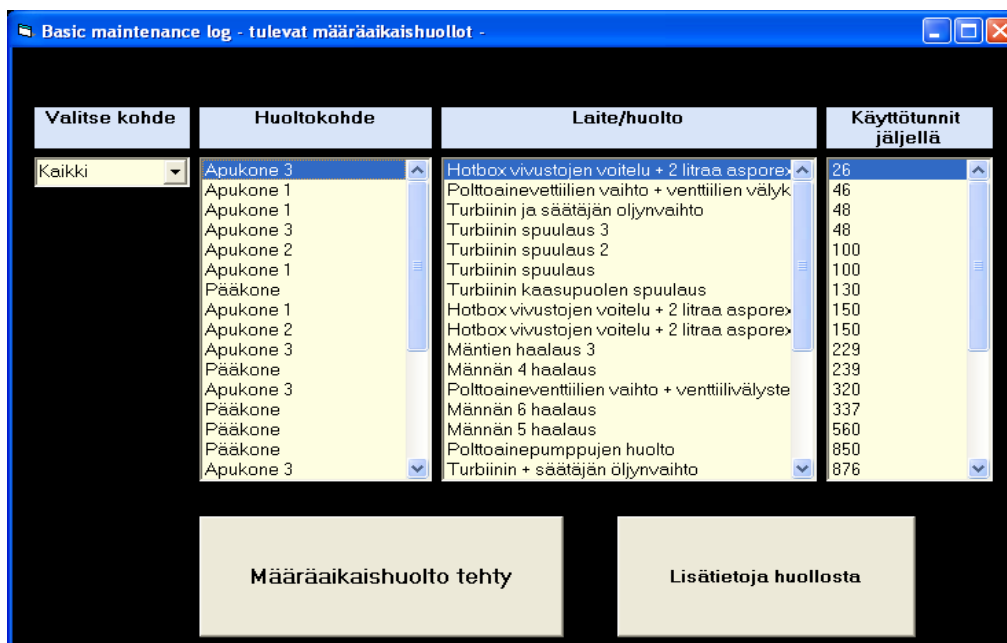 Basic maintenance log - tulevat määräaikaishuollot -
Valitse kohde Huoltokohde Laite/huolto Käyttötunnit
jäljellä
Kaikki Apukone 3 Hotbox vivustojen voitelu + 2 litraa asporex 26
Apukone 1 Polttoainevettiilien vaihto + venttiilien välyk 46
Apukone 1 Turbiinin ja säätäjän oljynvaihto 48
Apukone 3 Turbiinin spuulaus 3 48
Apukone 2 Turbiinin spuulaus 2 100
Apukone 1 Turbiinin spuulaus 100
Pääkone Turbiinin kaasupuolen spuulaus 130
Apukone 1 Hotbox vivustojen voitelu + 2 litraa asporex 150
Apukone 2 Hotbox vivustojen voitelu + 2 litraa asporex 150
Apukone 3 Mäntien haalaus 3 229
Pääkone Männän 4 haalaus 239
Apukone 3 Polttoaineventtiilien vaihto + venttiilivälyste 320
Pääkone Männän 6 haalaus 337
Pääkone Männän 5 haalaus 560
Pääkone Polttoainepumppujen huolto 850
Apukone 3 Turbiinin + säätäjän öljynvaihto 876
Määräaikaishuolto tehty Lisätietoja huollosta